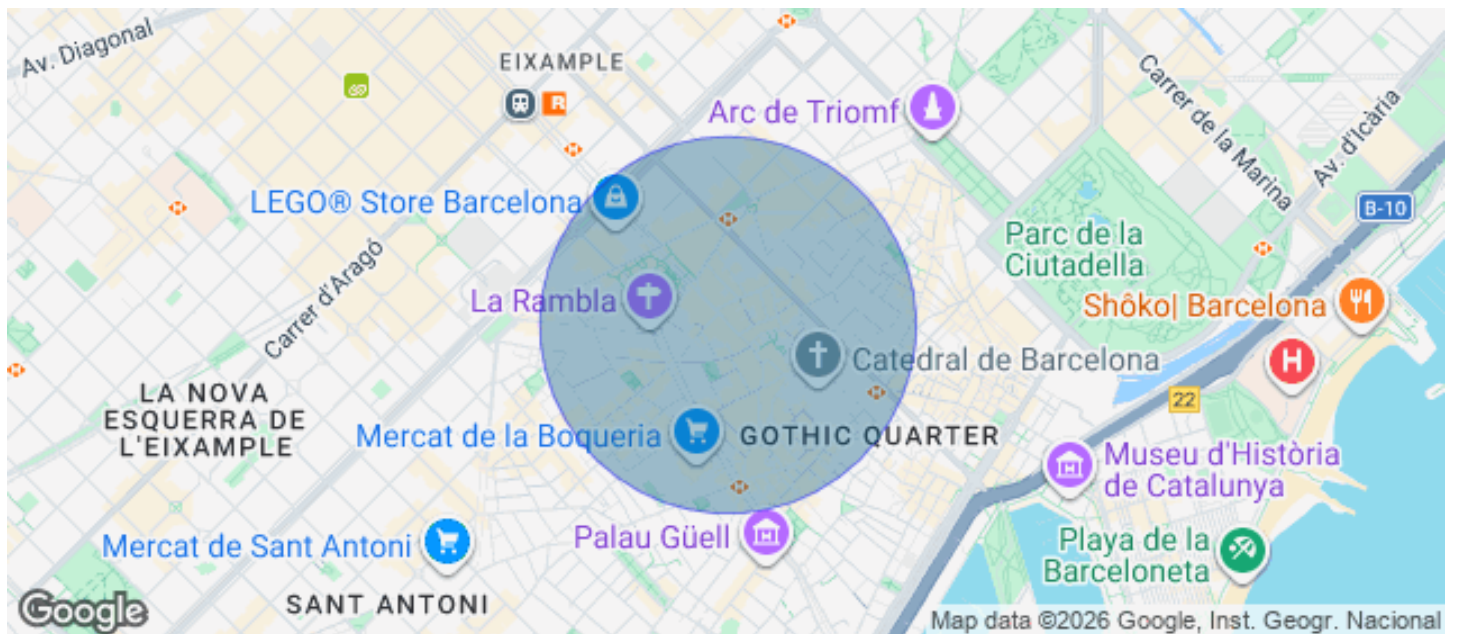 Av. Diagonal
EIXAMPLE
R
Arc de Triomf
Carrer de la Marina
Av. d'Icària
LEGO® Store Barcelona
B-10
Parc de la
Ciutadella
Carrer d'Aragó
La Rambla
Shôko| Barcelona
Catedral de Barcelona
H
LA NOVA
ESQUERRA DE
L'EIXAMPLE
22
Mercat de la Boqueria
GOTHIC QUARTER
Museu d'Història
de Catalunya
Mercat de Sant Antoni
Palau Güell
Playa de la
Barceloneta
SANT ANTONI
Google
Map data ©2026 Google, Inst. Geogr. Nacional